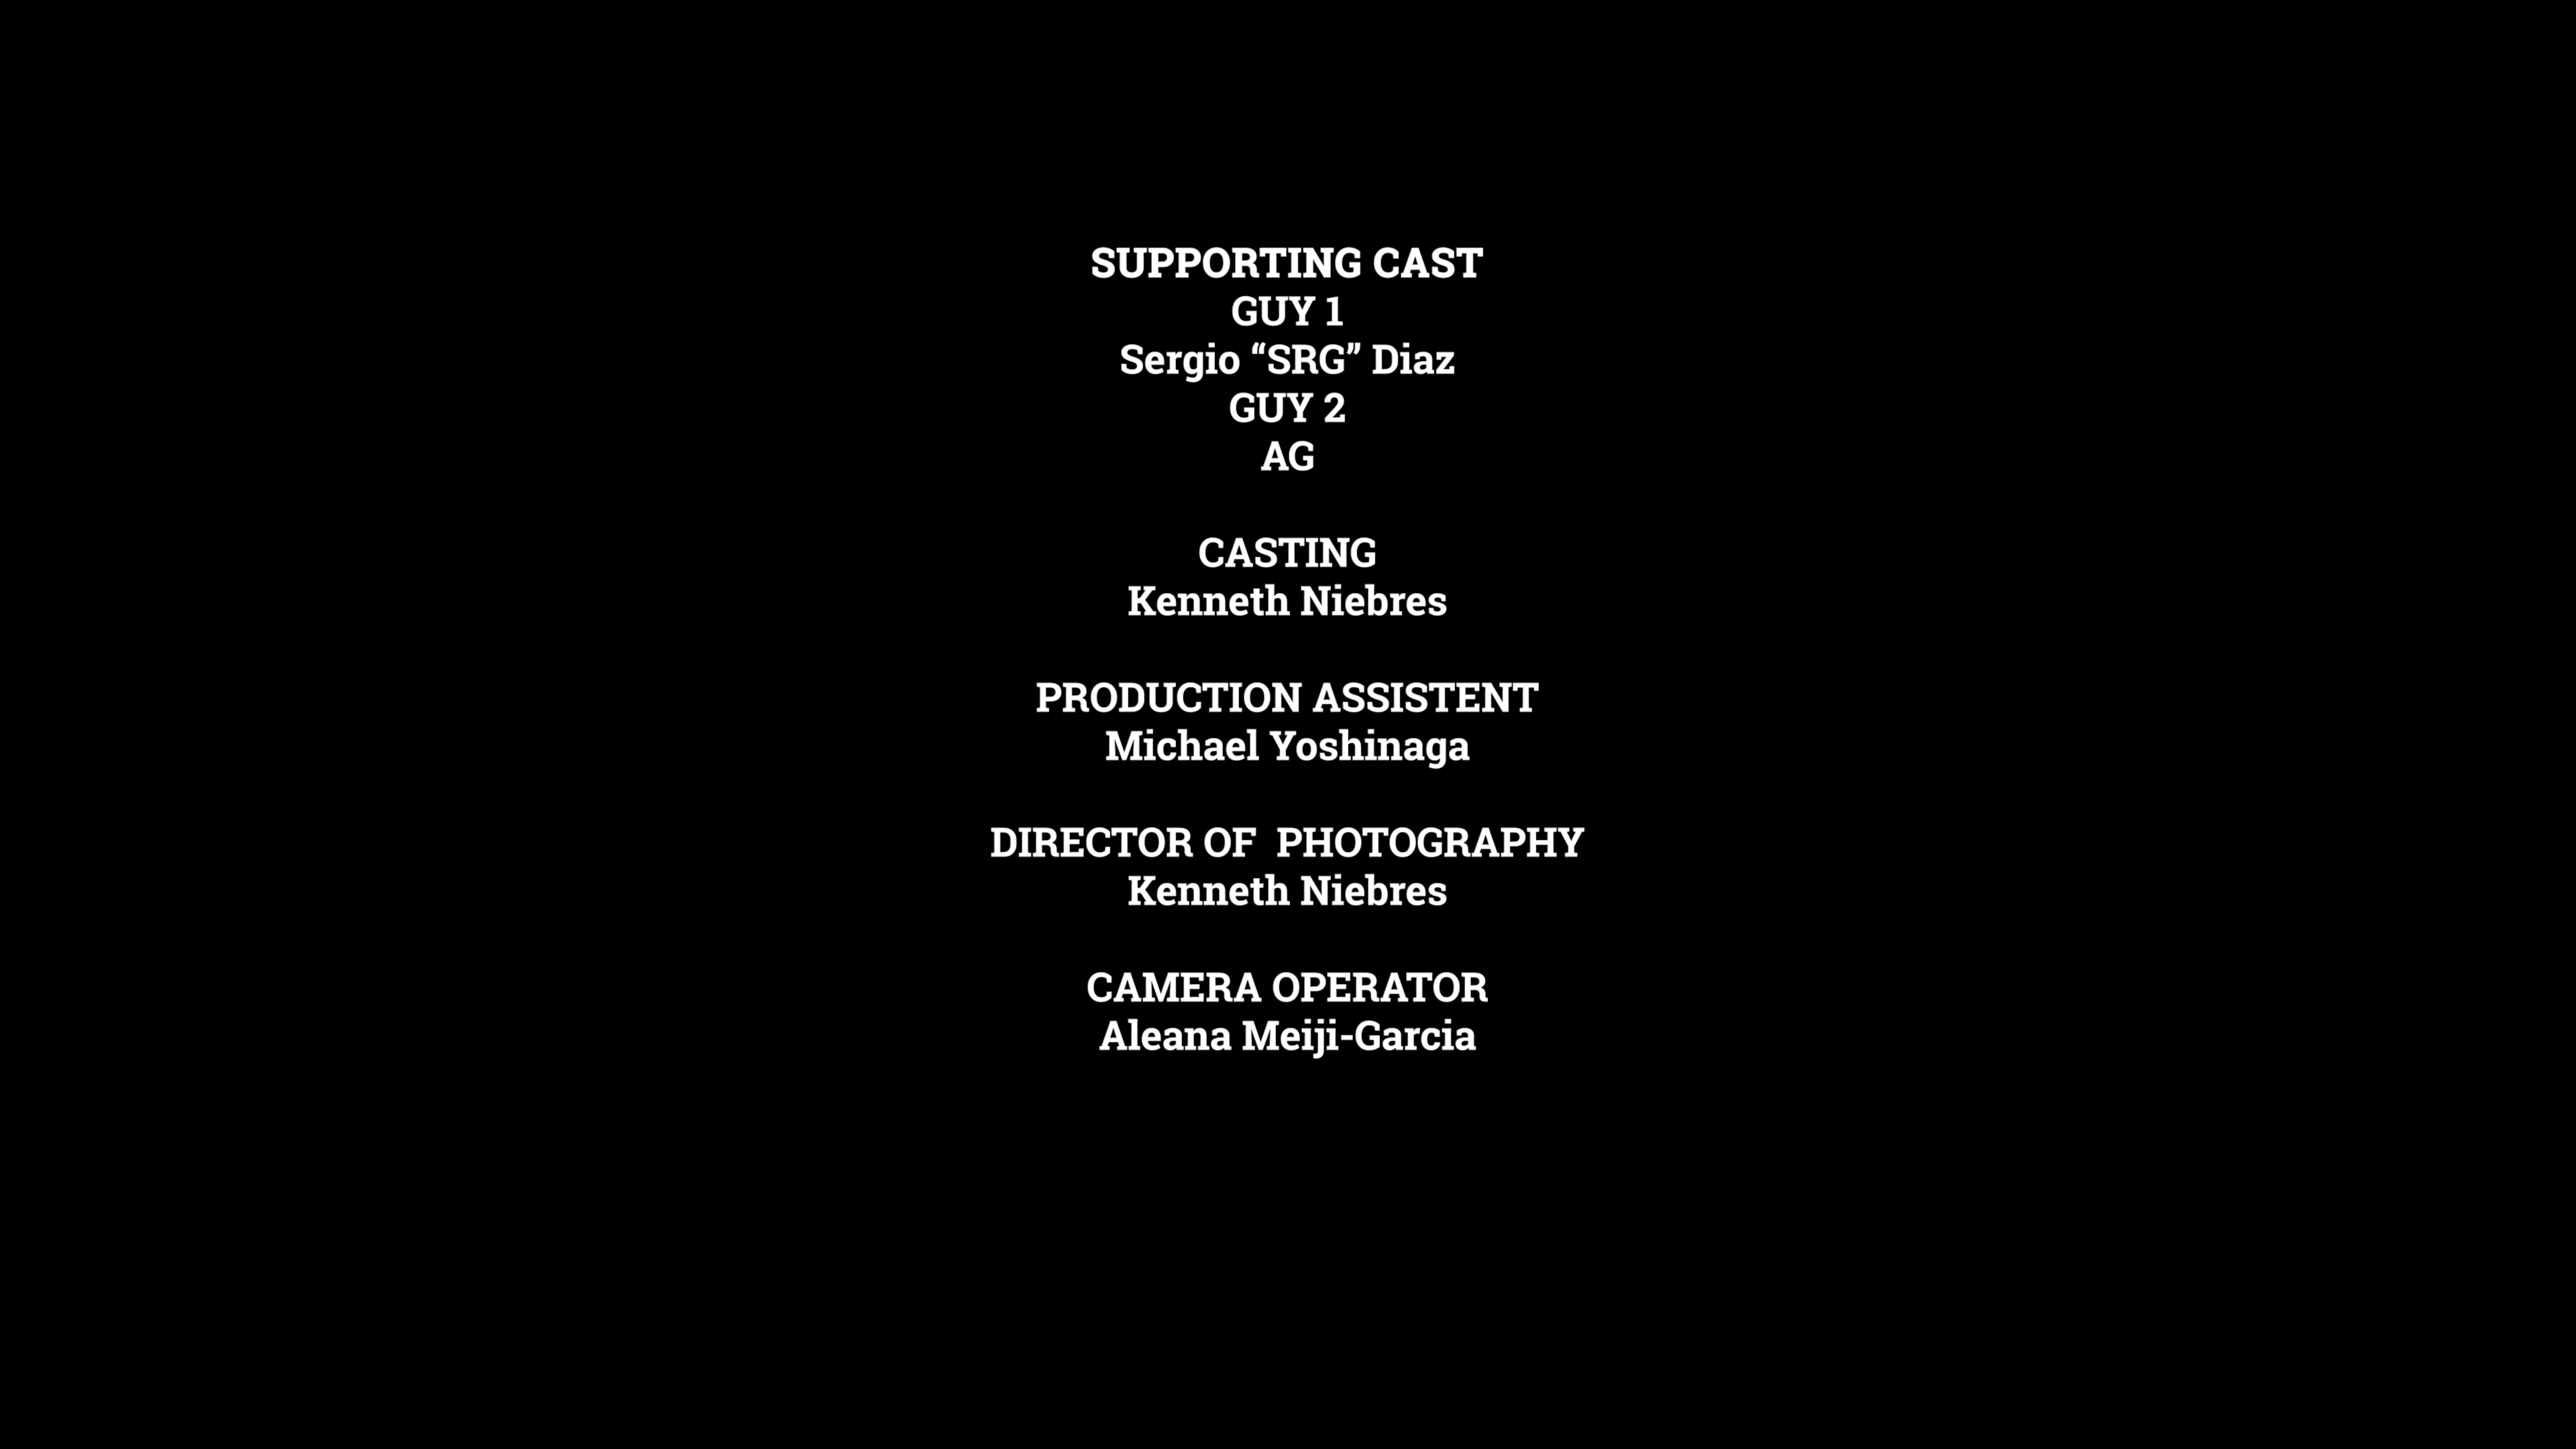 SUPPORTING CAST
GUY 1
Sergio “SRG” Diaz
GUY 2
AG
CASTING
Kenneth Niebres
PRODUCTION ASSISTENT
Michael Yoshinaga
DIRECTOR OF  PHOTOGRAPHY
Kenneth Niebres
CAMERA OPERATOR
Aleana Meiji-Garcia